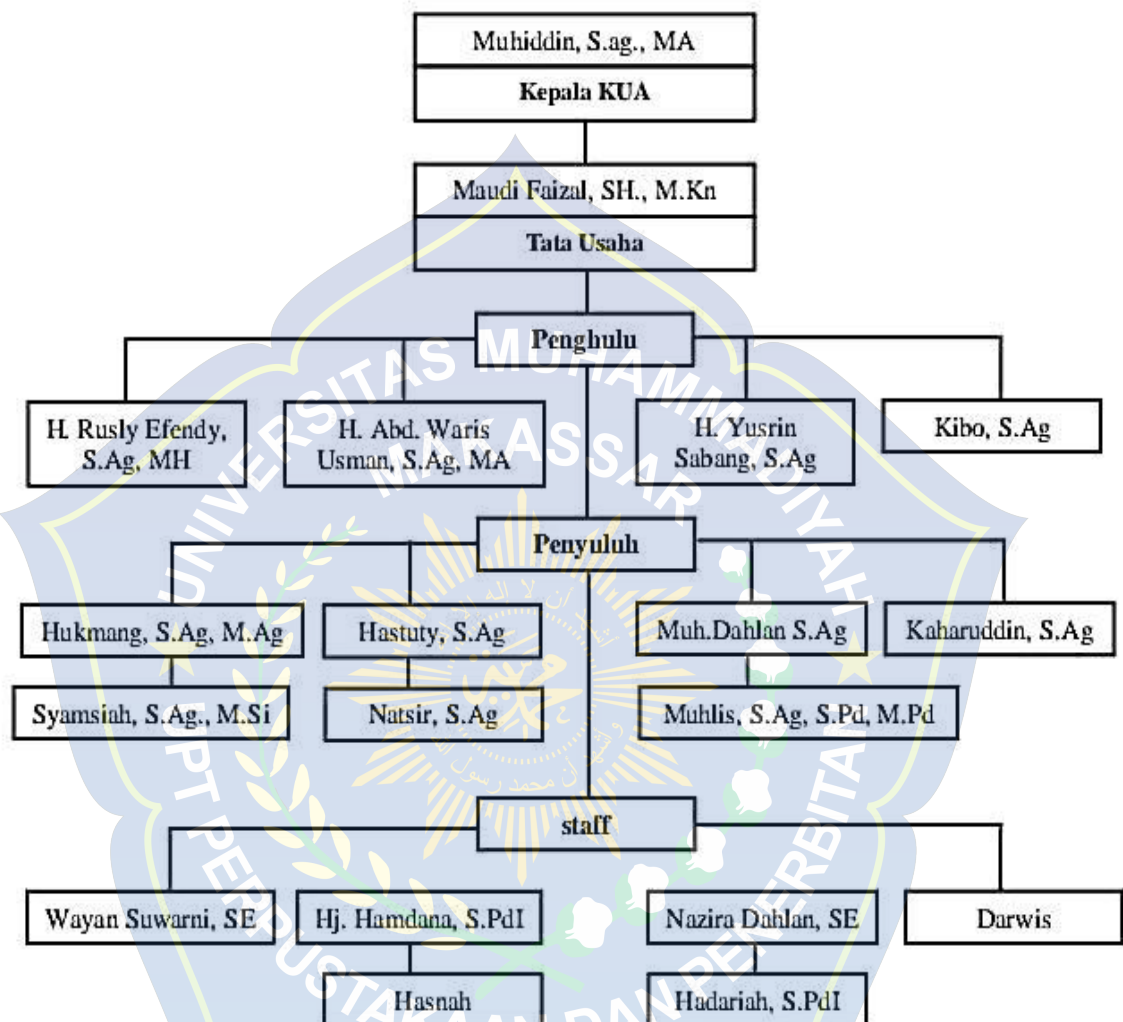 Muhiddin, S.ag., MA
Kepala KUA
Maudi Faizal, SH., M.Kn
Tata Usaha
Penghulu
H. Rusly Efendy,
S.Ag, MH
H. Abd. Waris
Usman, S.Ag, MA
H. Yusrin
Sabang, S.Ag
Kibo, S.Ag
Penyuluh
Hukmang, S.Ag, M.Ag
Hastuty, S.Ag
Muh.Dahlan S.Ag
Kaharuddin, S.Ag
Syamsiah, S.Ag., M.Si
Natsir, S.Ag
Muhlis, S.Ag, S.Pd, M.Pd
staff
Wayan Suwarni, SE
Hj. Hamdana, S.PdI
Nazira Dahlan, SE
Darwis
Hasnah
Hadariah, S.PdI
UNIVERSITAS MUHAMMADIYAH
MAKASSAR
UPT PERPUSTAKAAN DAN PENERBITAN